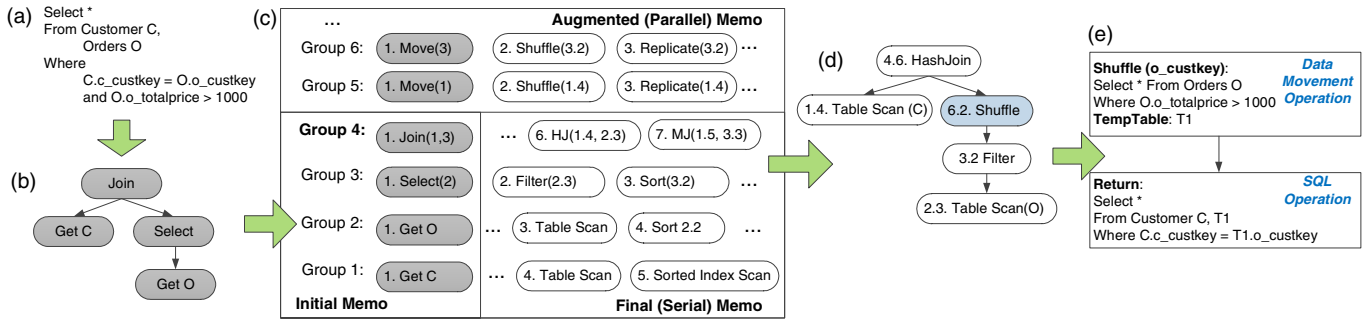 (a)
Select *
From Customer C,
Orders O
Where
C.c_custkey = O.o_custkey
and O.o_totalprice > 1000
(b)
Join
Get C
Select
Get O
(c)
... Augmented (Parallel) Memo
Group 6: 1. Move(3) 2. Shuffle(3.2) 3. Replicate(3.2) ...
Group 5: 1. Move(1) 2. Shuffle(1.4) 3. Replicate(1.4) ...
Group 4: 1. Join(1,3) ... 6. HJ(1.4, 2.3) 7. MJ(1.5, 3.3)
Group 3: 1. Select(2) 2. Filter(2.3) 3. Sort(3.2) ...
Group 2: 1. Get O ... 3. Table Scan 4. Sort 2.2 ...
Group 1: 1. Get C ... 4. Table Scan 5. Sorted Index Scan
Initial Memo Final (Serial) Memo
(d)
4.6. HashJoin
1.4. Table Scan (C) 6.2. Shuffle
3.2 Filter
2.3. Table Scan(O)
(e)
Shuffle (o_custkey):
Select * From Orders O
Where O.o_totalprice > 1000
TempTable: T1
Data
Movement
Operation
Return:
Select *
From Customer C, T1
Where C.c_custkey = T1.o_custkey
SQL
Operation